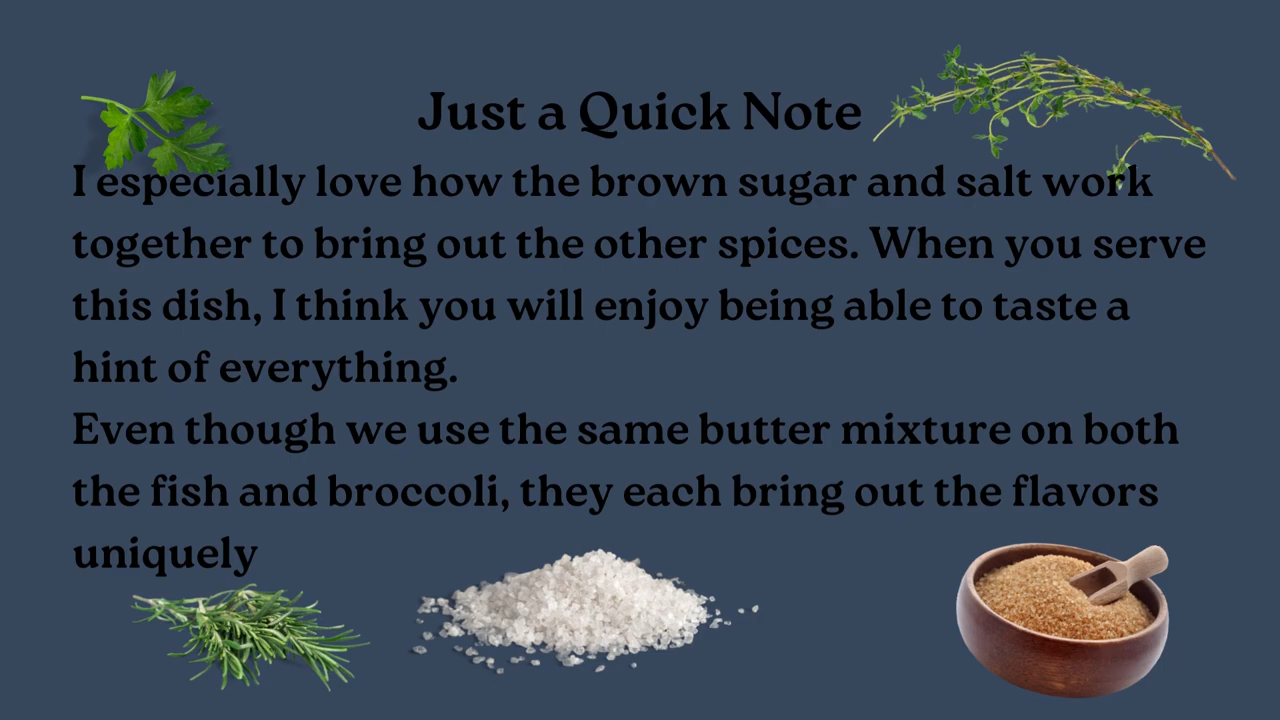 Just a Quick Note
I especially love how the brown sugar and salt work
together to bring out the other spices. When you serve
this dish, I think you will enjoy being able to taste a
hint of everything.
Even though we use the same butter mixture on both
the fish and broccoli, they each bring out the flavors
uniquely